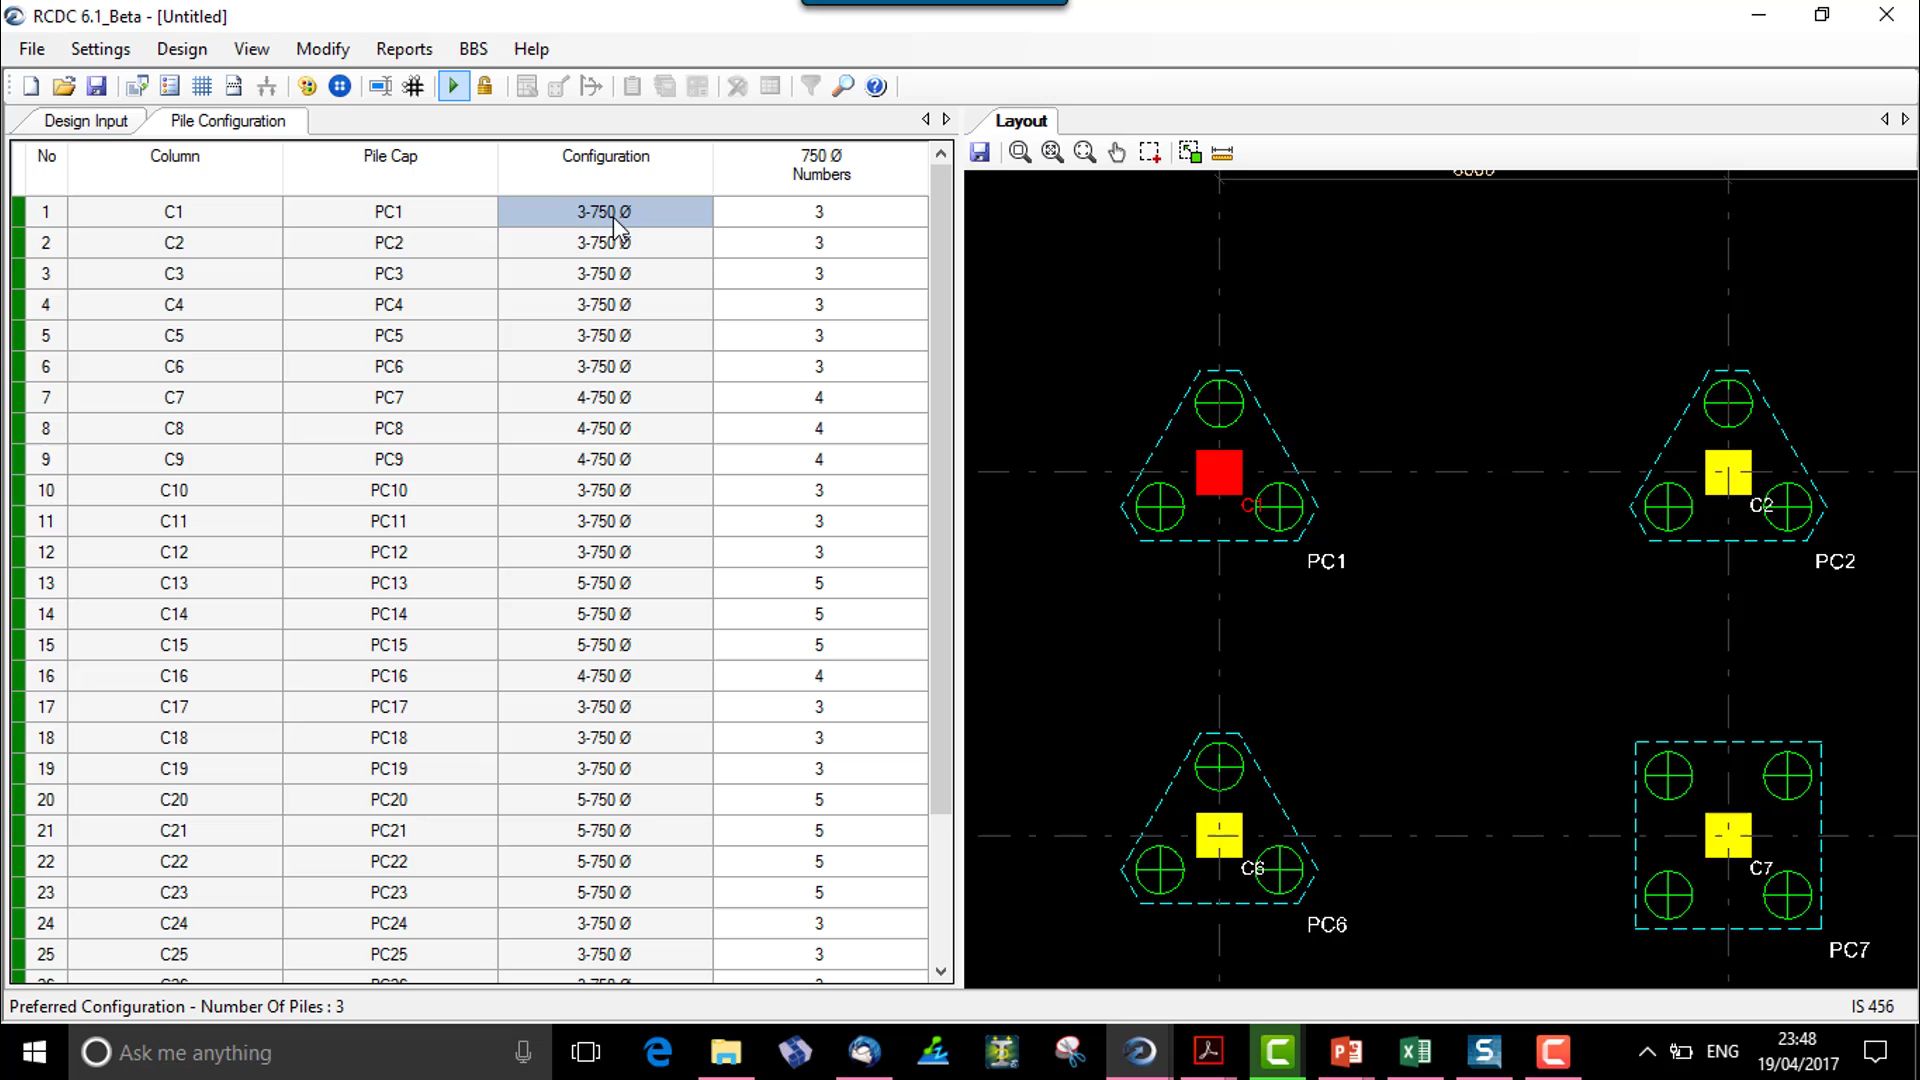 RCDC 6.1_Beta - [Untitled]
File Settings Design View Modify Reports BBS Help
Design Input Pile Configuration
Layout
No Column Pile Cap Configuration 750 Ø Numbers
1 C1 PC1 3-750 Ø 3
2 C2 PC2 3-750 Ø 3
3 C3 PC3 3-750 Ø 3
4 C4 PC4 3-750 Ø 3
5 C5 PC5 3-750 Ø 3
6 C6 PC6 3-750 Ø 3
7 C7 PC7 4-750 Ø 4
8 C8 PC8 4-750 Ø 4
9 C9 PC9 4-750 Ø 4
10 C10 PC10 3-750 Ø 3
11 C11 PC11 3-750 Ø 3
12 C12 PC12 3-750 Ø 3
13 C13 PC13 5-750 Ø 5
14 C14 PC14 5-750 Ø 5
15 C15 PC15 5-750 Ø 5
16 C16 PC16 4-750 Ø 4
17 C17 PC17 3-750 Ø 3
18 C18 PC18 3-750 Ø 3
19 C19 PC19 3-750 Ø 3
20 C20 PC20 5-750 Ø 5
21 C21 PC21 5-750 Ø 5
22 C22 PC22 5-750 Ø 5
23 C23 PC23 5-750 Ø 5
24 C24 PC24 3-750 Ø 3
25 C25 PC25 3-750 Ø 3
C1
PC1
C2
PC2
C6
PC6
C7
PC7
Preferred Configuration - Number Of Piles : 3
IS 456
Ask me anything
ENG
23:48
19/04/2017